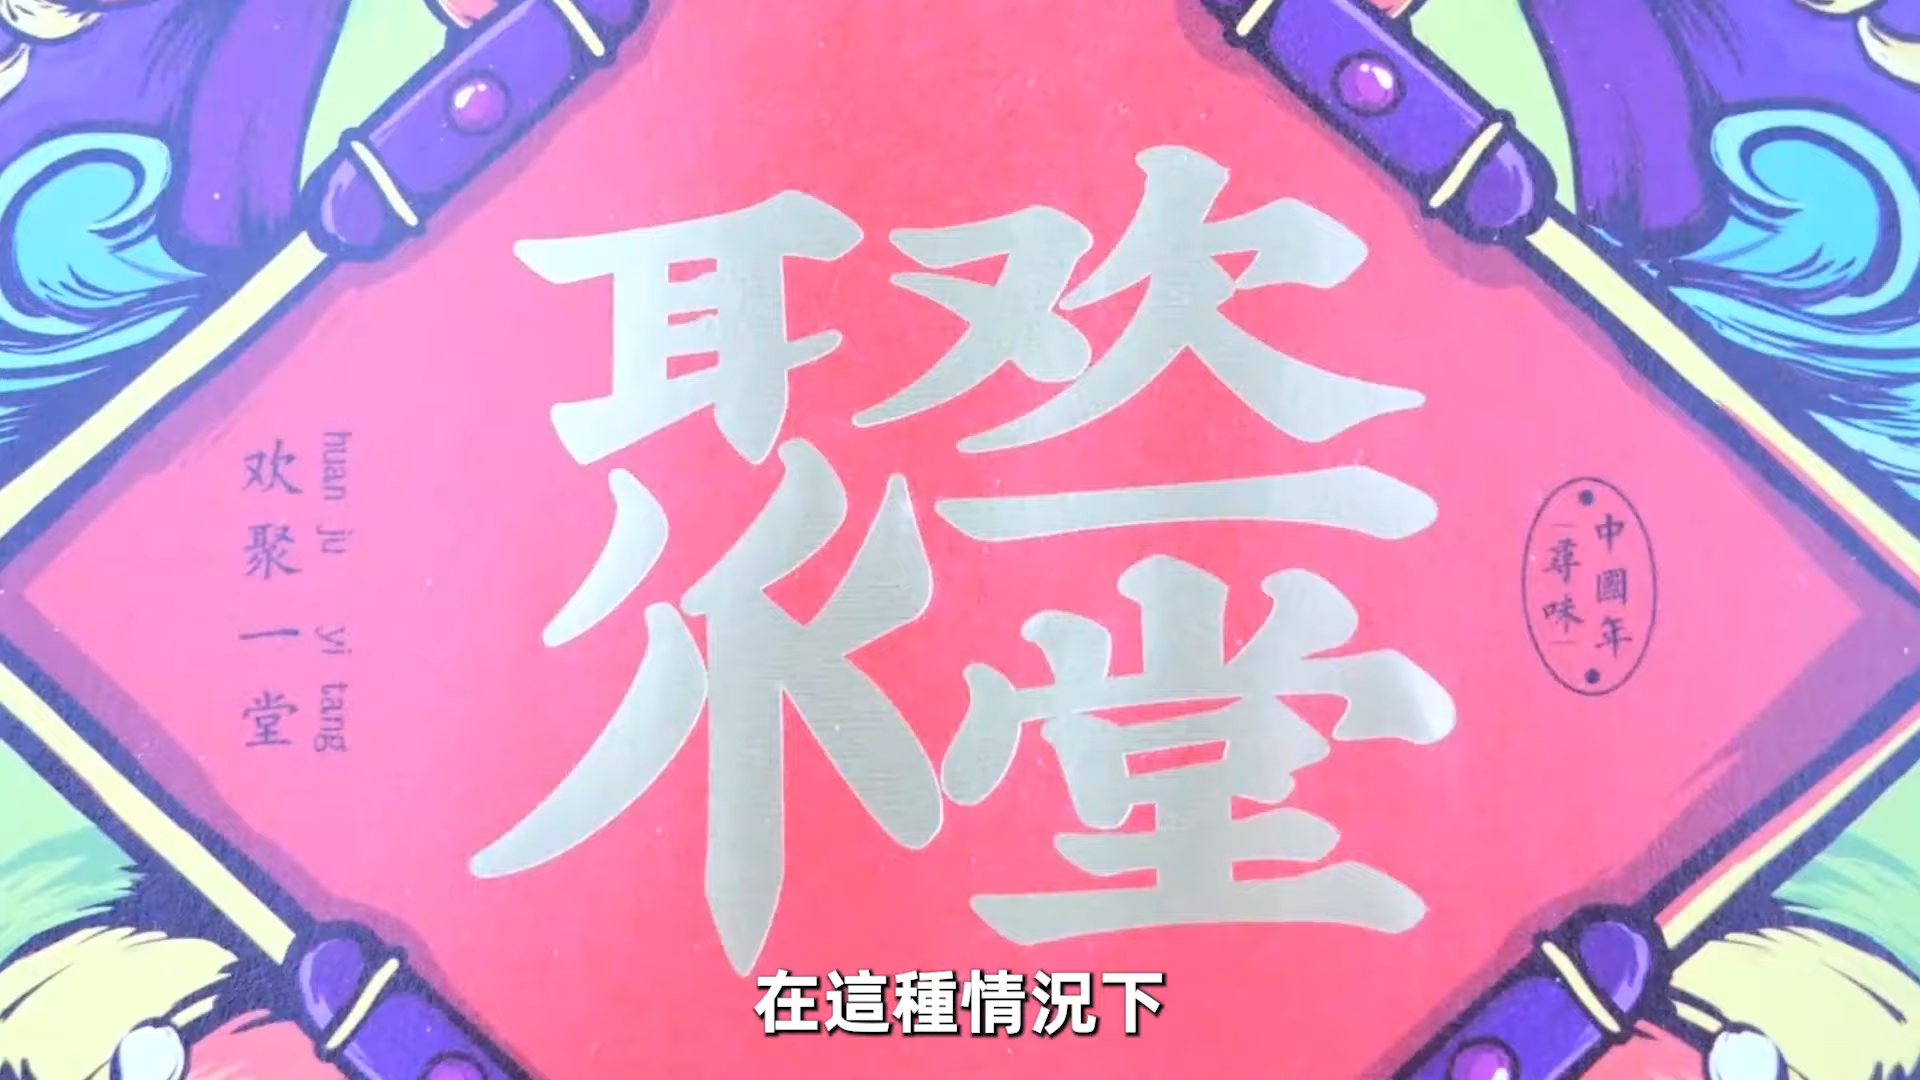 欢聚一堂
欢聚一堂
huan ju yi tang
中國年
尋味
在這種情況下